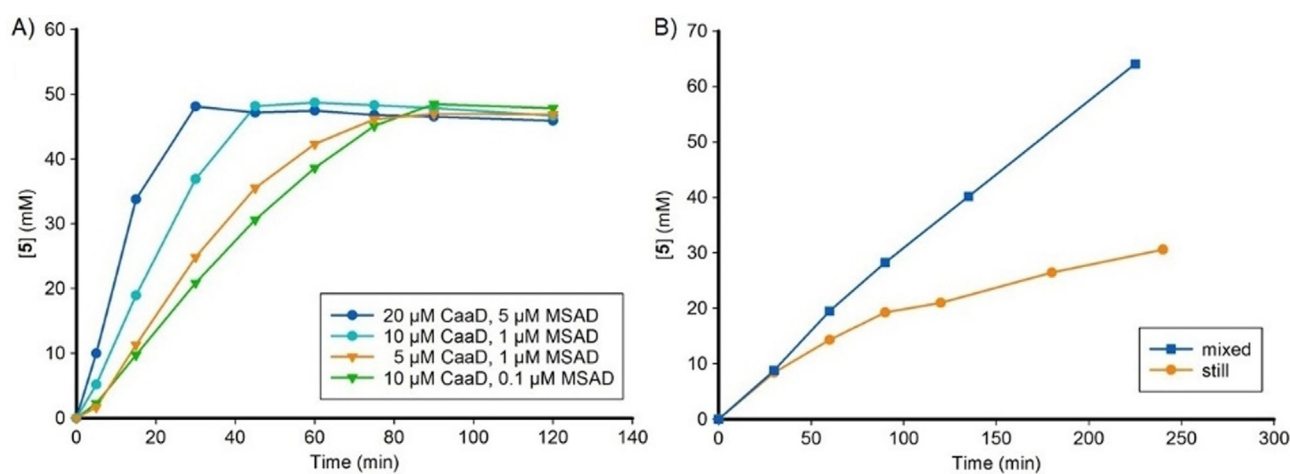 A)
60
50
40
30
20
10
0
[5] (mM)
0 20 40 60 80 100 120 140
Time (min)
20 µM CaaD, 5 µM MSAD
10 µM CaaD, 1 µM MSAD
5 µM CaaD, 1 µM MSAD
10 µM CaaD, 0.1 µM MSAD
B)
70
60
50
40
30
20
10
0
[5] (mM)
0 50 100 150 200 250 300
Time (min)
mixed
still